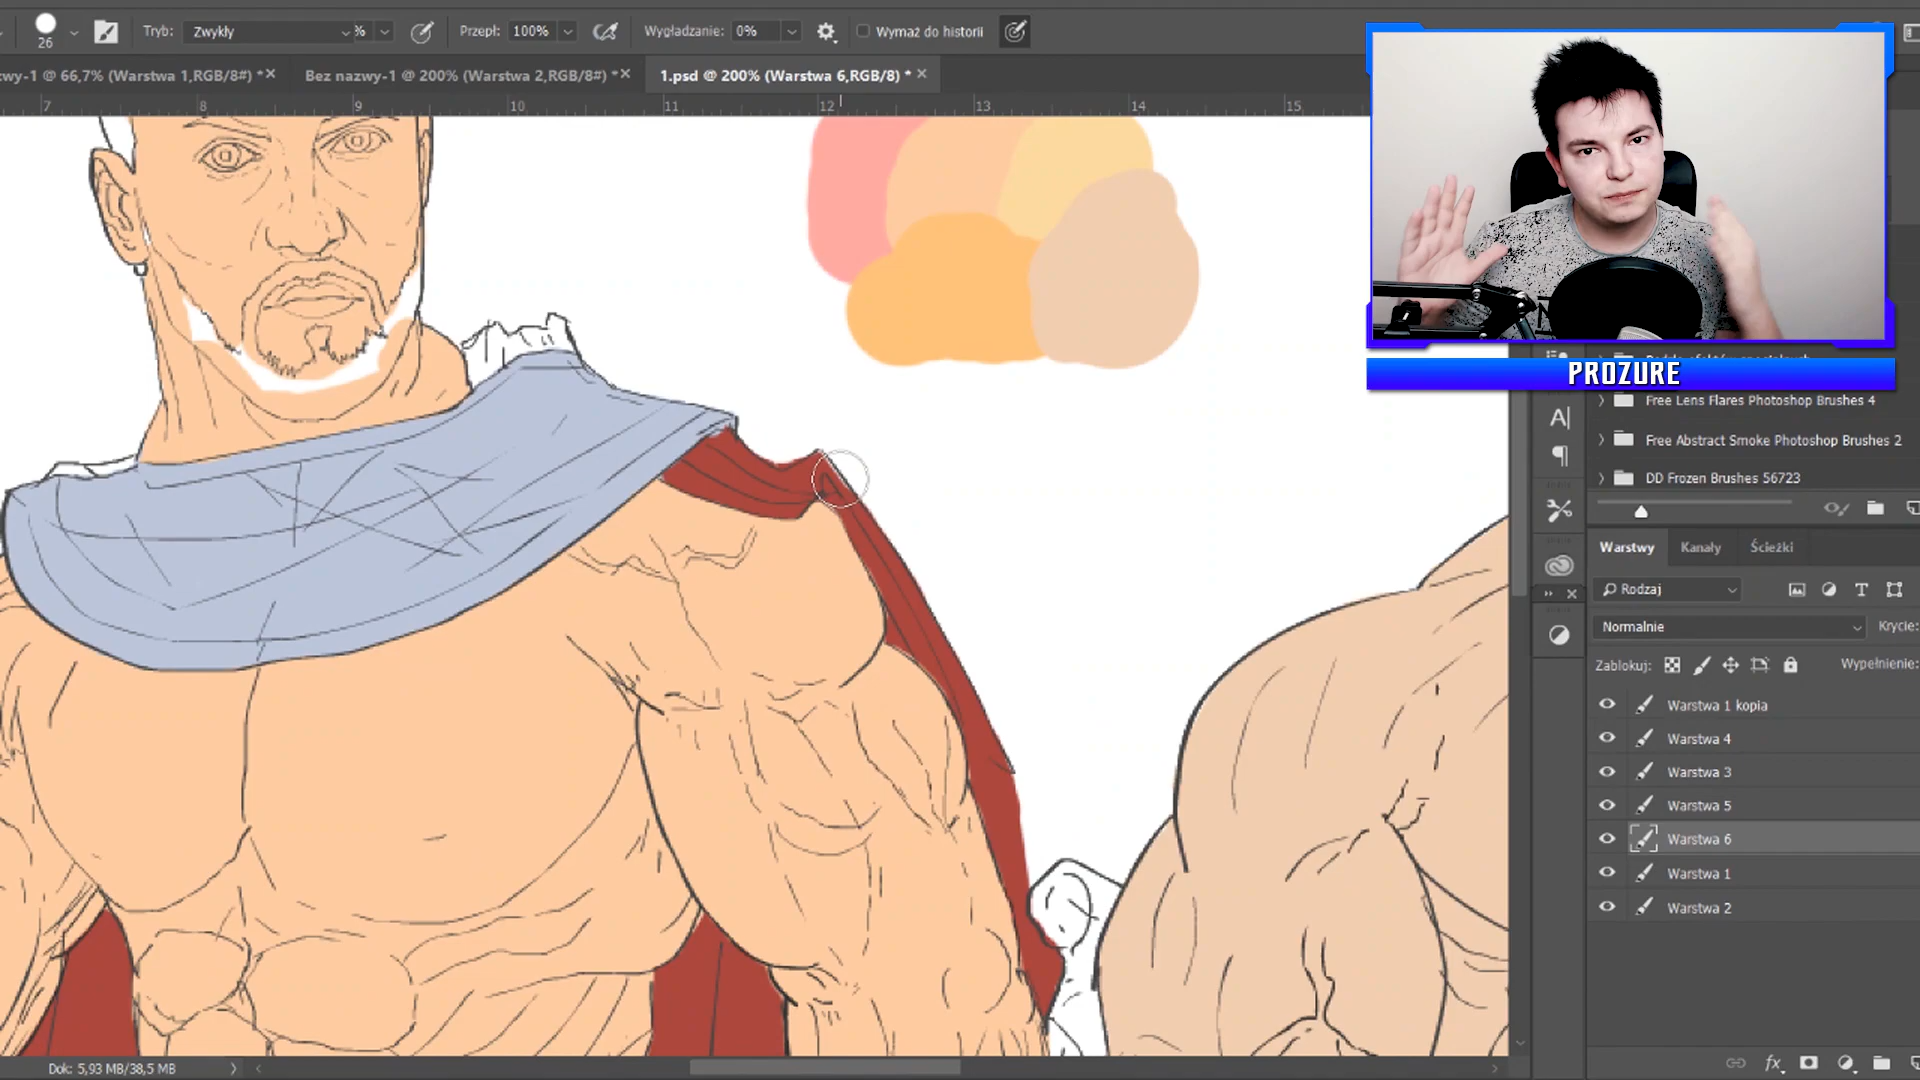 26
Tryb: Zwykły
%
Przepł: 100%
Wygładzanie: 0%
Wymaż do historii
zwy-1 @ 66,7% (Warstwa 1,RGB/8#) * ×
Bez nazwy-1 @ 200% (Warstwa 2,RGB/8#) * ×
1.psd @ 200% (Warstwa 6,RGB/8) * ×
7 8 9 10 11 12 13 14 15
PROZURE
Free Lens Flares Photoshop Brushes 4
Free Abstract Smoke Photoshop Brushes 2
DD Frozen Brushes 56723
Warstwy Kanały Ścieżki
Rodzaj
Normalnie
Krycie:
Zablokuj:
Wypełnienie:
Warstwa 1 kopia
Warstwa 4
Warstwa 3
Warstwa 5
Warstwa 6
Warstwa 1
Warstwa 2
fx
Dok: 5,93 MB/38,5 MB